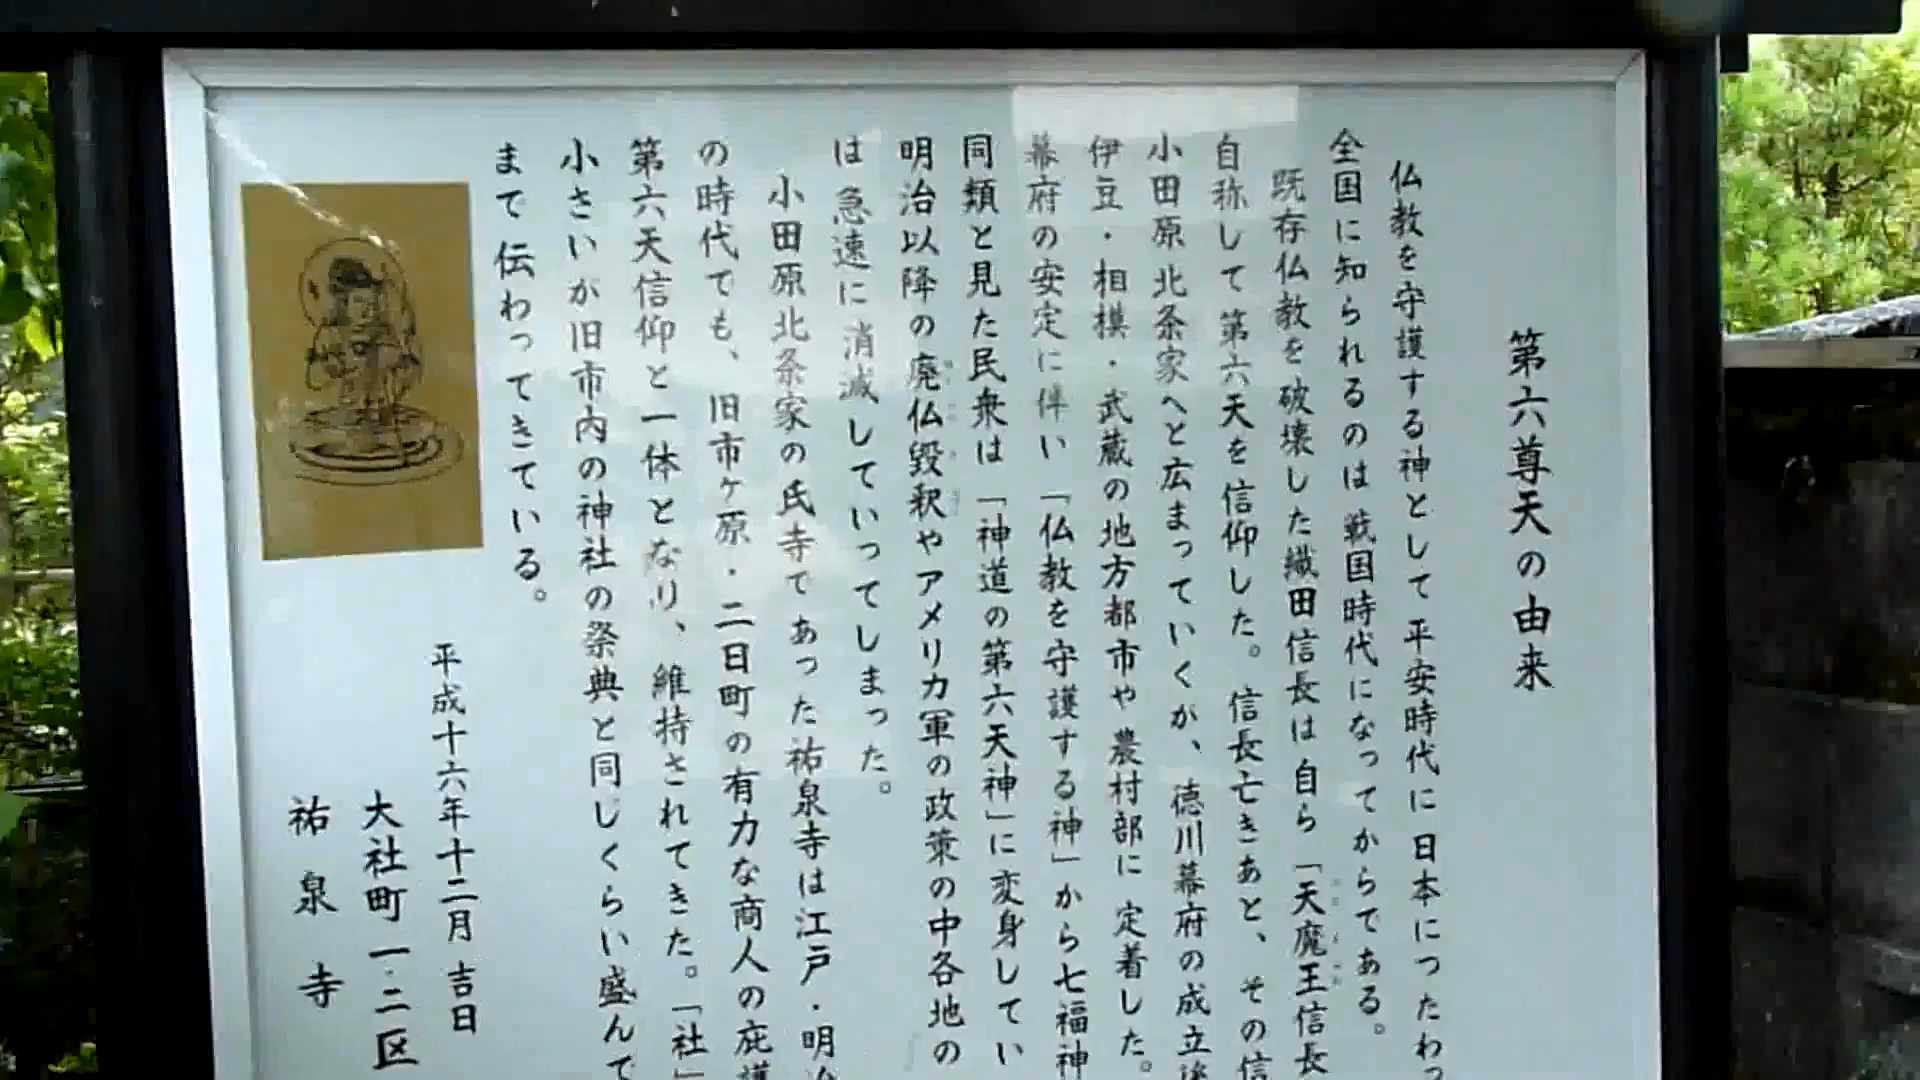 第六尊天の由来
仏教を守護する神として平安時代に日本につたわっ
全国に知られるのは戦国時代になってからである。
既存仏教を破壊した織田信長は自ら「天魔王信長
自称して第六天を信仰した。信長亡きあと、その信
小田原北条家へと広まっていくが、徳川幕府の成立後
伊豆・相模・武蔵の地方都市や農村部に定着した。
幕府の安定に伴い「仏教を守護する神」から七福神
同類と見た民衆は「神道の第六天神」に変身してい
明治以降の廃仏毀釈やアメリカ軍の政策の中各地の
は急速に消滅していってしまった。
小田原北条家の氏寺であった祐泉寺は江戸・明治
の時代でも、旧市ヶ原・二日町の有力な商人の庇護
第六天信仰と一体となり、維持されてきた。「社」
小さいが旧市内の神社の祭典と同じくらい盛んで
まで伝わってきている。
平成十六年十二月吉日
大社町一・二区
祐泉寺